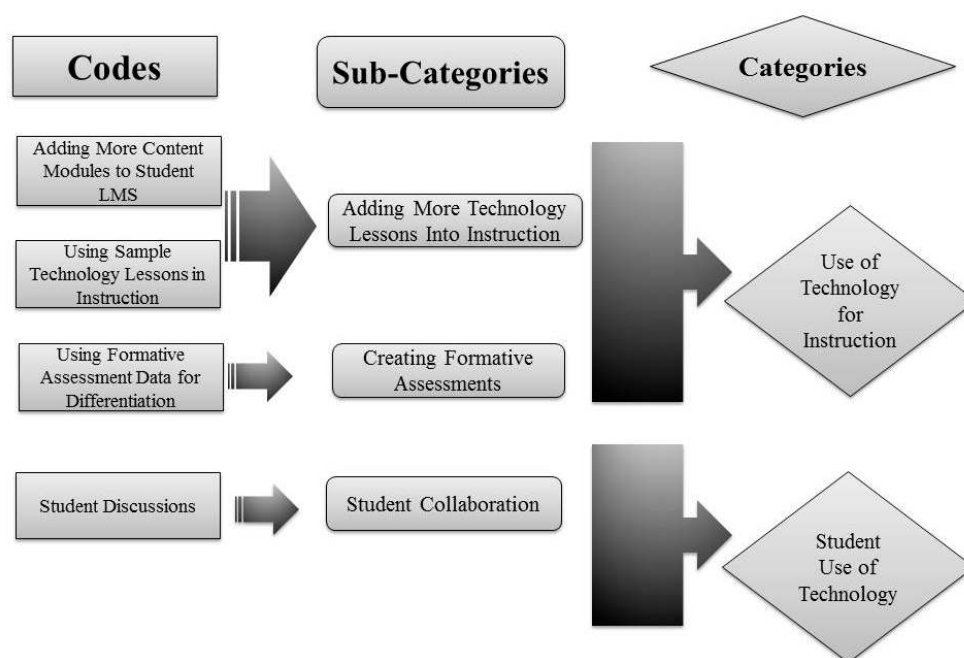 Codes
Sub-Categories
Categories
Adding More Content
Modules to Student
LMS
Adding More Technology
Lessons Into Instruction
Using Sample
Technology Lessons in
Instruction
Use of
Technology
for
Instruction
Using Formative
Assessment Data for
Differentiation
Creating Formative
Assessments
Student Discussions
Student Collaboration
Student
Use of
Technology